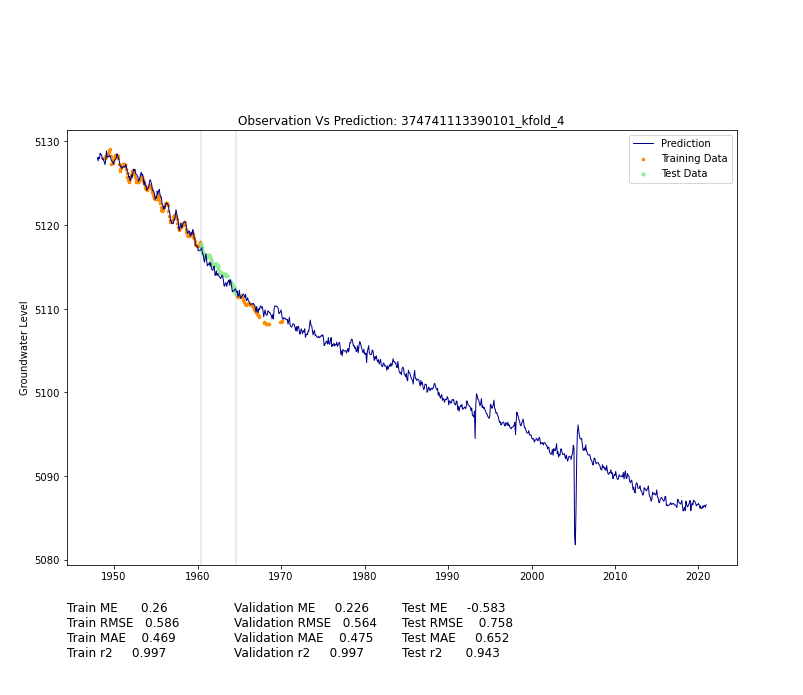 Observation Vs Prediction: 374741113390101_kfold_4
Prediction
Training Data
Test Data
Groundwater Level
5130
5120
5110
5100
5090
5080
1950 1960 1970 1980 1990 2000 2010 2020
Train ME 0.26 Validation ME 0.226 Test ME -0.583
Train RMSE 0.586 Validation RMSE 0.564 Test RMSE 0.758
Train MAE 0.469 Validation MAE 0.475 Test MAE 0.652
Train r2 0.997 Validation r2 0.997 Test r2 0.943